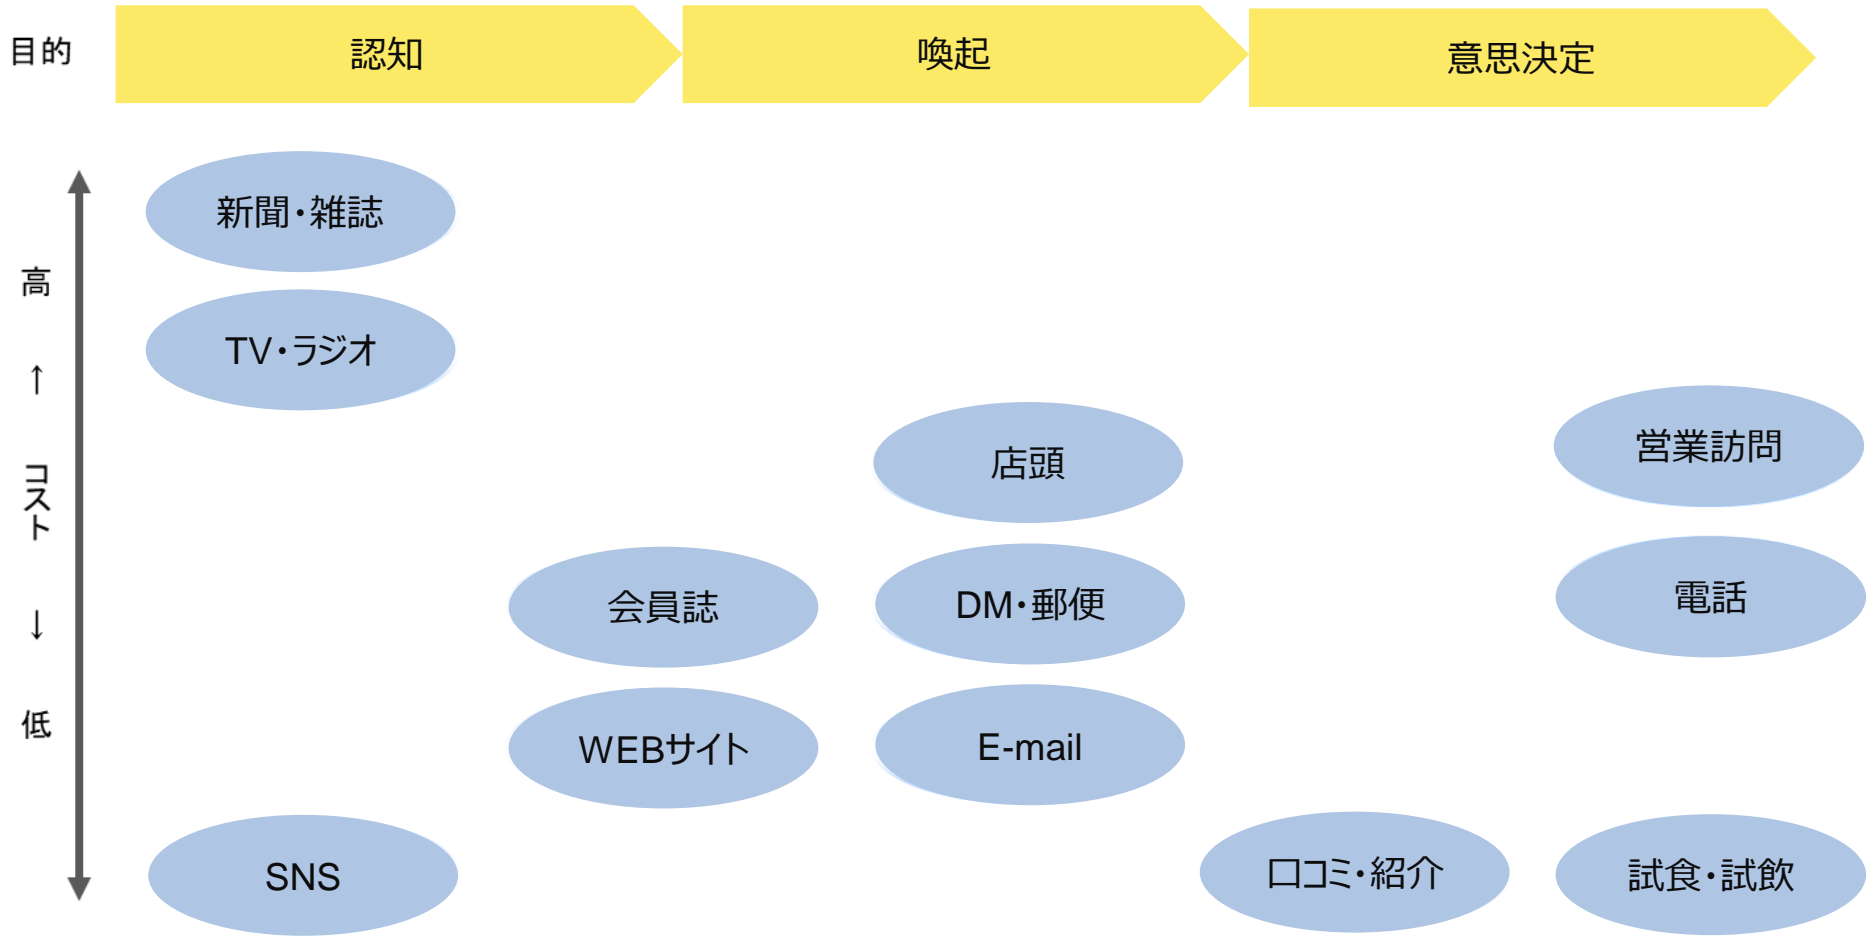 目的
認知
喚起
意思決定
新聞・雑誌
高
TV・ラジオ
↑
店頭
営業訪問
コスト
会員誌
DM・郵便
電話
↓
低
WEBサイト
E-mail
SNS
口コミ・紹介
試食・試飲